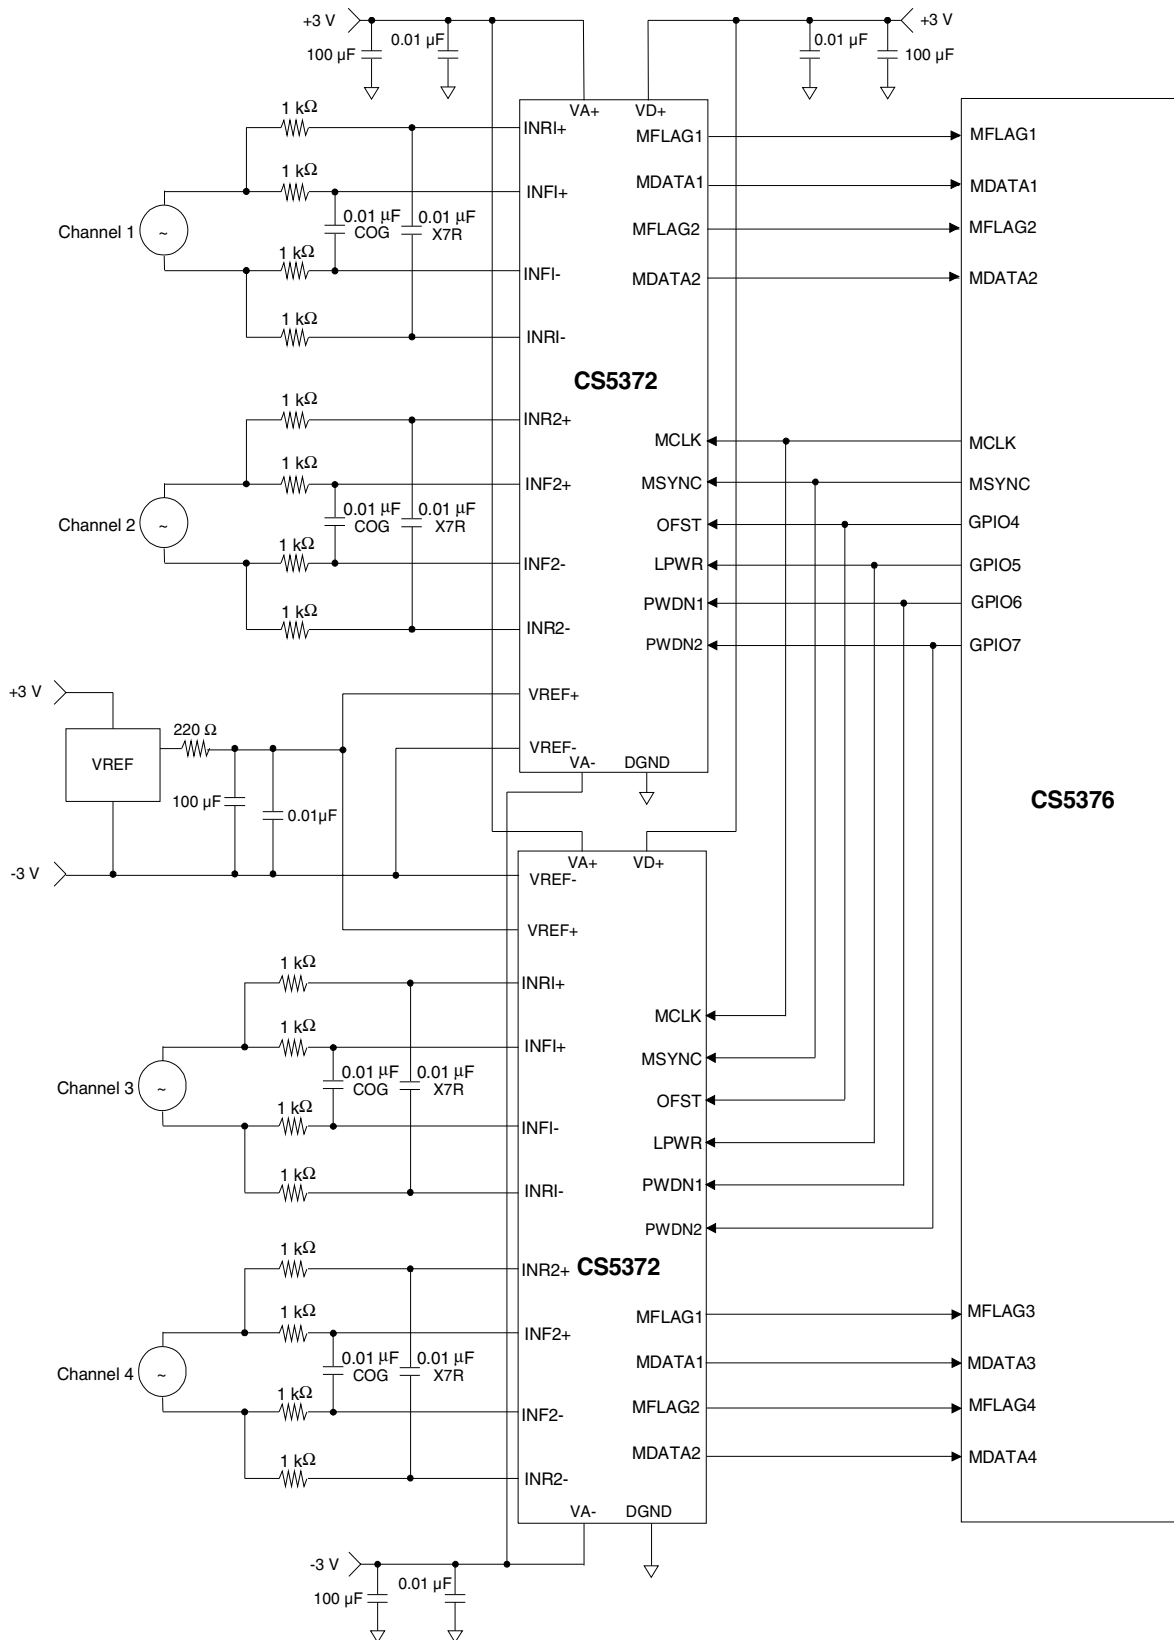 +3 V
100 µF
0.01 µF
+3 V
0.01 µF
100 µF
VA+
VD+
1 kΩ
INRI+
MFLAG1
MFLAG1
1 kΩ
INFI+
MDATA1
MDATA1
Channel 1
~
0.01 µF
COG
0.01 µF
X7R
MFLAG2
MFLAG2
1 kΩ
INFI-
MDATA2
MDATA2
1 kΩ
INRI-
CS5372
1 kΩ
INR2+
MCLK
MCLK
1 kΩ
INF2+
MSYNC
MSYNC
Channel 2
~
0.01 µF
COG
0.01 µF
X7R
OFST
GPIO4
1 kΩ
INF2-
LPWR
GPIO5
1 kΩ
INR2-
PWDN1
GPIO6
PWDN2
GPIO7
+3 V
VREF+
220 Ω
VREF
VREF-
VA-
DGND
100 µF
0.01µF
CS5376
VA+
VD+
-3 V
VREF-
VREF+
1 kΩ
INRI+
MCLK
1 kΩ
INFI+
MSYNC
Channel 3
~
0.01 µF
COG
0.01 µF
X7R
OFST
1 kΩ
INFI-
LPWR
1 kΩ
INRI-
PWDN1
PWDN2
1 kΩ
INR2+
CS5372
1 kΩ
INF2+
MFLAG1
MFLAG3
Channel 4
~
0.01 µF
COG
0.01 µF
X7R
MDATA1
MDATA3
1 kΩ
INF2-
MFLAG2
MFLAG4
1 kΩ
INR2-
MDATA2
MDATA4
VA-
DGND
-3 V
100 µF
0.01 µF